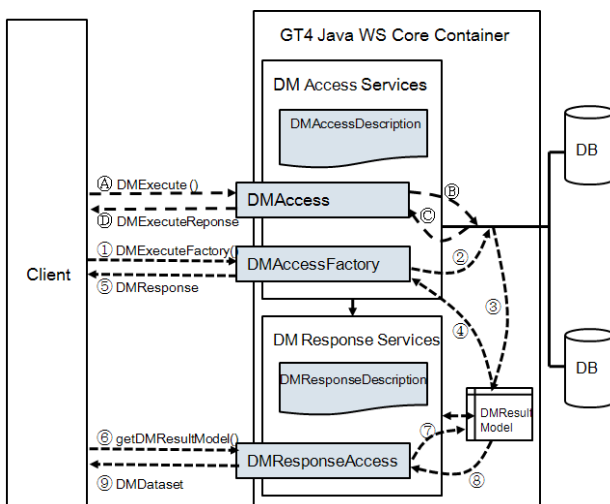 GT4 Java WS Core Container
DM Access Services
DMAccessDescription
Ⓐ DMExecute()
DMAccess
Ⓑ
Ⓒ
Ⓓ DMExecuteReponse
① DMExecuteFactory()
DMAccessFactory
②
⑤ DMResponse
Client
③
④
DB
DM Response Services
DMResponseDescription
DB
DMResult
Model
⑥ getDMResultModel()
⑦
DMResponseAccess
⑧
⑨ DMDataset